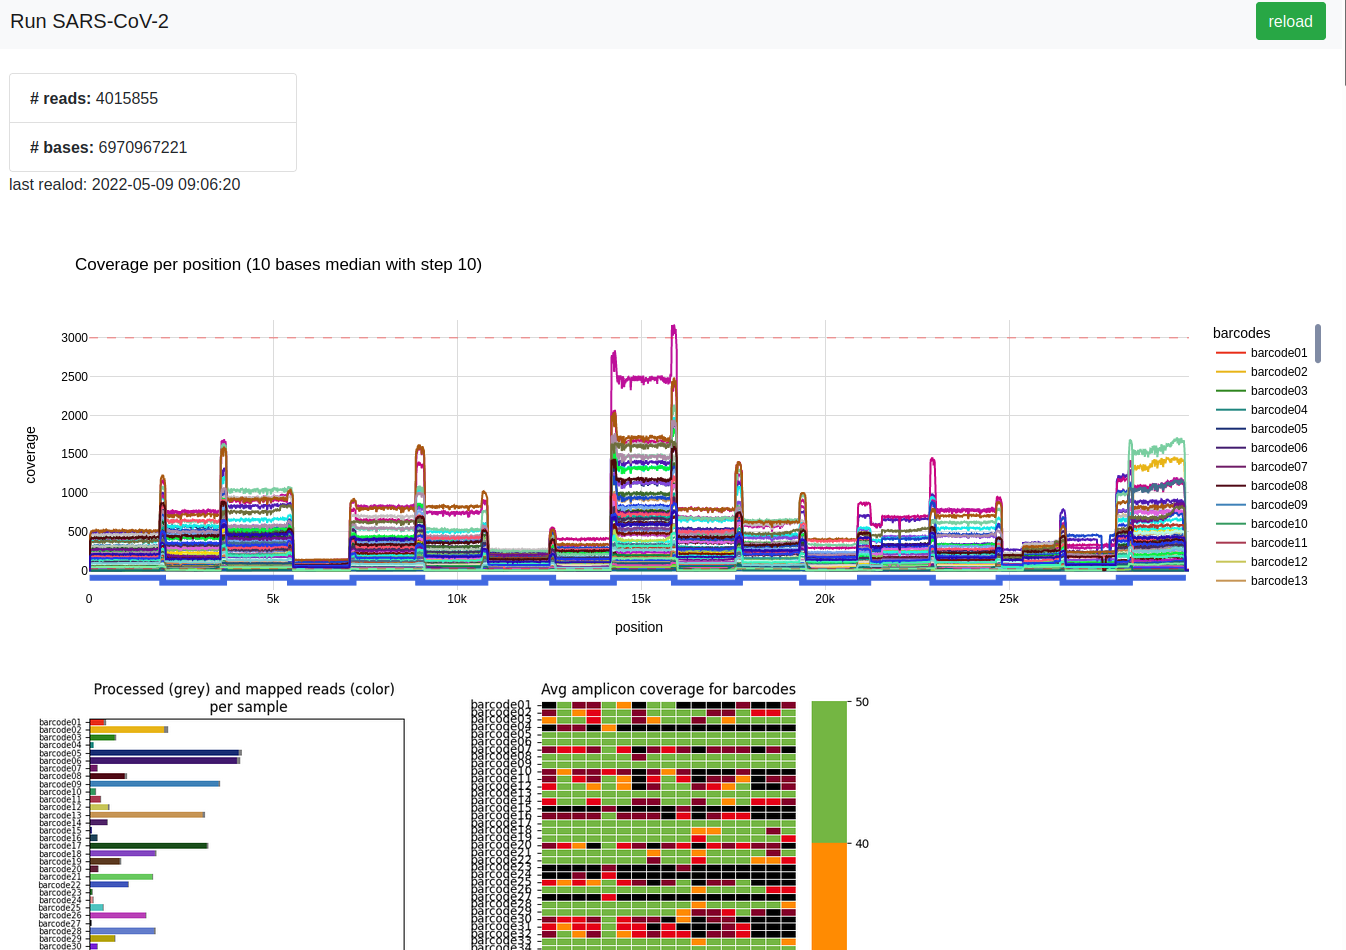 Run SARS-CoV-2
reload
# reads: 4015855
# bases: 6970967221
last realod: 2022-05-09 09:06:20
Coverage per position (10 bases median with step 10)
3000
2500
2000
1500
1000
500
0
coverage
0
5k
10k
15k
20k
25k
position
barcodes
barcode01
barcode02
barcode03
barcode04
barcode05
barcode06
barcode07
barcode08
barcode09
barcode10
barcode11
barcode12
barcode13
Processed (grey) and mapped reads (color)
per sample
barcode01
barcode02
barcode03
barcode04
barcode05
barcode06
barcode07
barcode08
barcode09
barcode10
barcode11
barcode12
barcode13
barcode14
barcode15
barcode16
barcode17
barcode18
barcode19
barcode20
barcode21
barcode22
barcode23
barcode24
barcode25
barcode26
barcode27
barcode28
barcode29
barcode30
Avg amplicon coverage for barcodes
barcode01
barcode02
barcode03
barcode04
barcode05
barcode06
barcode07
barcode08
barcode09
barcode10
barcode11
barcode12
barcode13
barcode14
barcode15
barcode16
barcode17
barcode18
barcode19
barcode20
barcode21
barcode22
barcode23
barcode24
barcode25
barcode26
barcode27
barcode28
barcode29
barcode30
barcode31
barcode32
barcode33
50
40